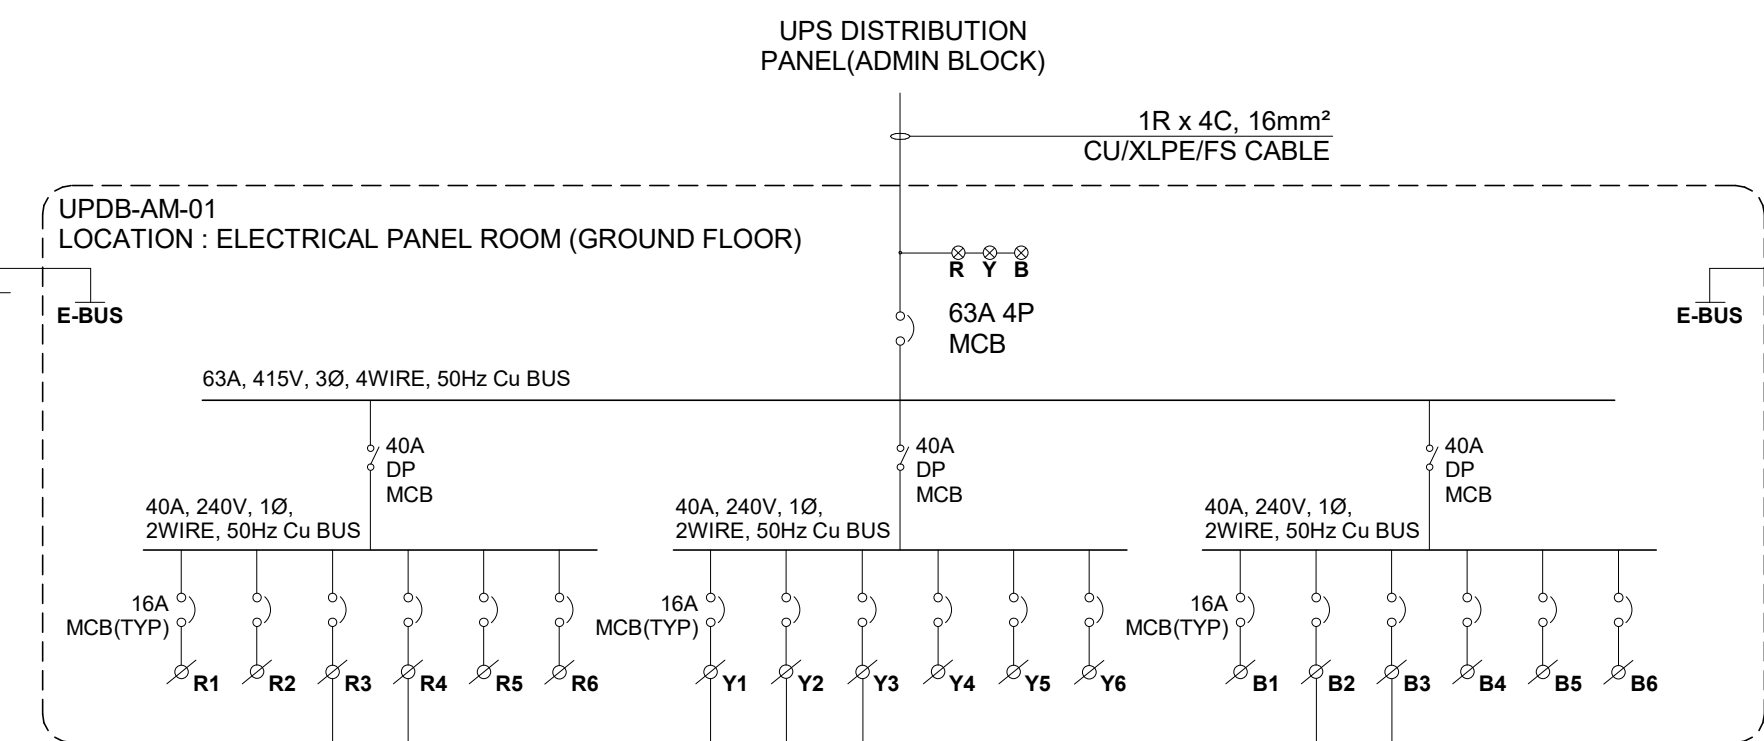 UPS DISTRIBUTION
PANEL(ADMIN BLOCK)
1R x 4C, 16mm²
CU/XLPE/FS CABLE
UPDB-AM-01
LOCATION : ELECTRICAL PANEL ROOM (GROUND FLOOR)
R Y B
E-BUS
E-BUS
63A 4P
MCB
63A, 415V, 3Ø, 4WIRE, 50Hz Cu BUS
40A
DP
MCB
40A
DP
MCB
40A
DP
MCB
40A, 240V, 1Ø,
2WIRE, 50Hz Cu BUS
40A, 240V, 1Ø,
2WIRE, 50Hz Cu BUS
40A, 240V, 1Ø,
2WIRE, 50Hz Cu BUS
16A
MCB(TYP)
16A
MCB(TYP)
16A
MCB(TYP)
R1 R2 R3 R4 R5 R6 Y1 Y2 Y3 Y4 Y5 Y6 B1 B2 B3 B4 B5 B6